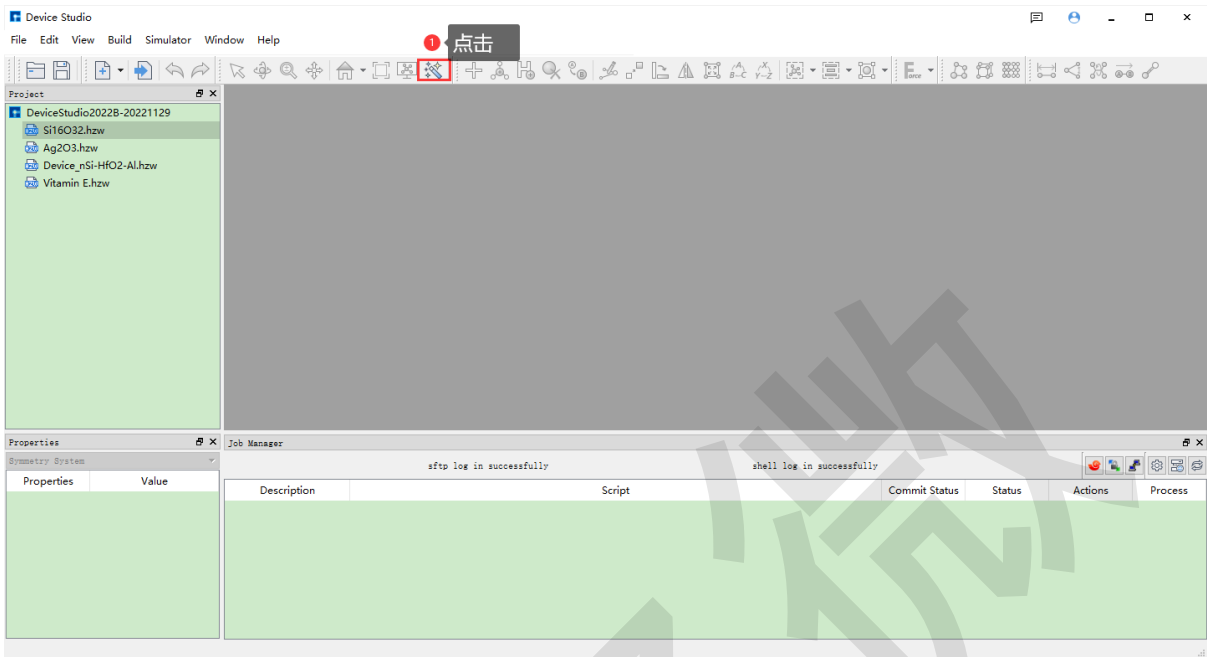 Device Studio
File Edit View Build Simulator Window Help
1 点击
Project
DeviceStudio2022B-20221129
Si16O32.hzw
Ag2O3.hzw
Device_nSi-HfO2-Al.hzw
Vitamin E.hzw
Properties
Symmetry System
Properties Value
Job Manager
sftp log in successfully shell log in successfully
Description Script Commit Status Status Actions Process